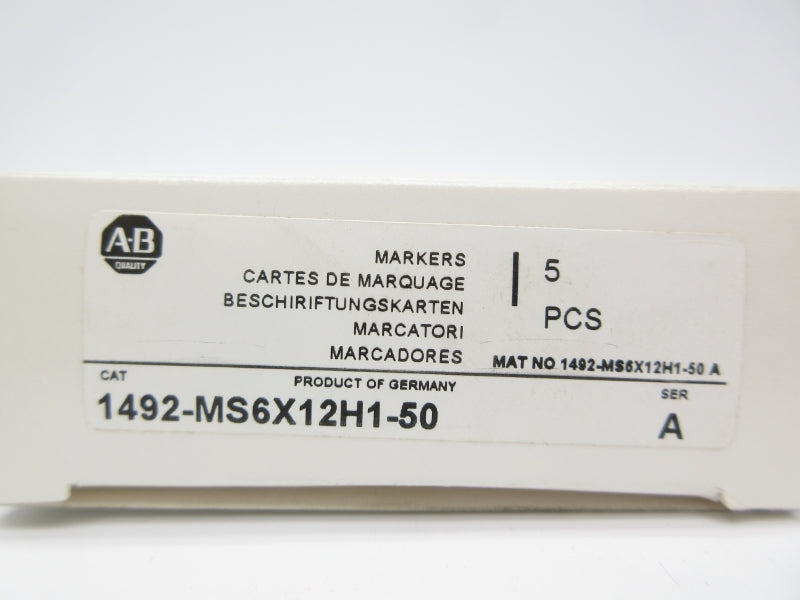 A-B
QUALITY
MARKERS
CARTES DE MARQUAGE
BESCHIRIFTUNGSKARTEN
MARCATORI
MARCADORES
5
PCS
MAT NO 1492-MS6X12H1-50 A
CAT
PRODUCT OF GERMANY
SER
1492-MS6X12H1-50
A